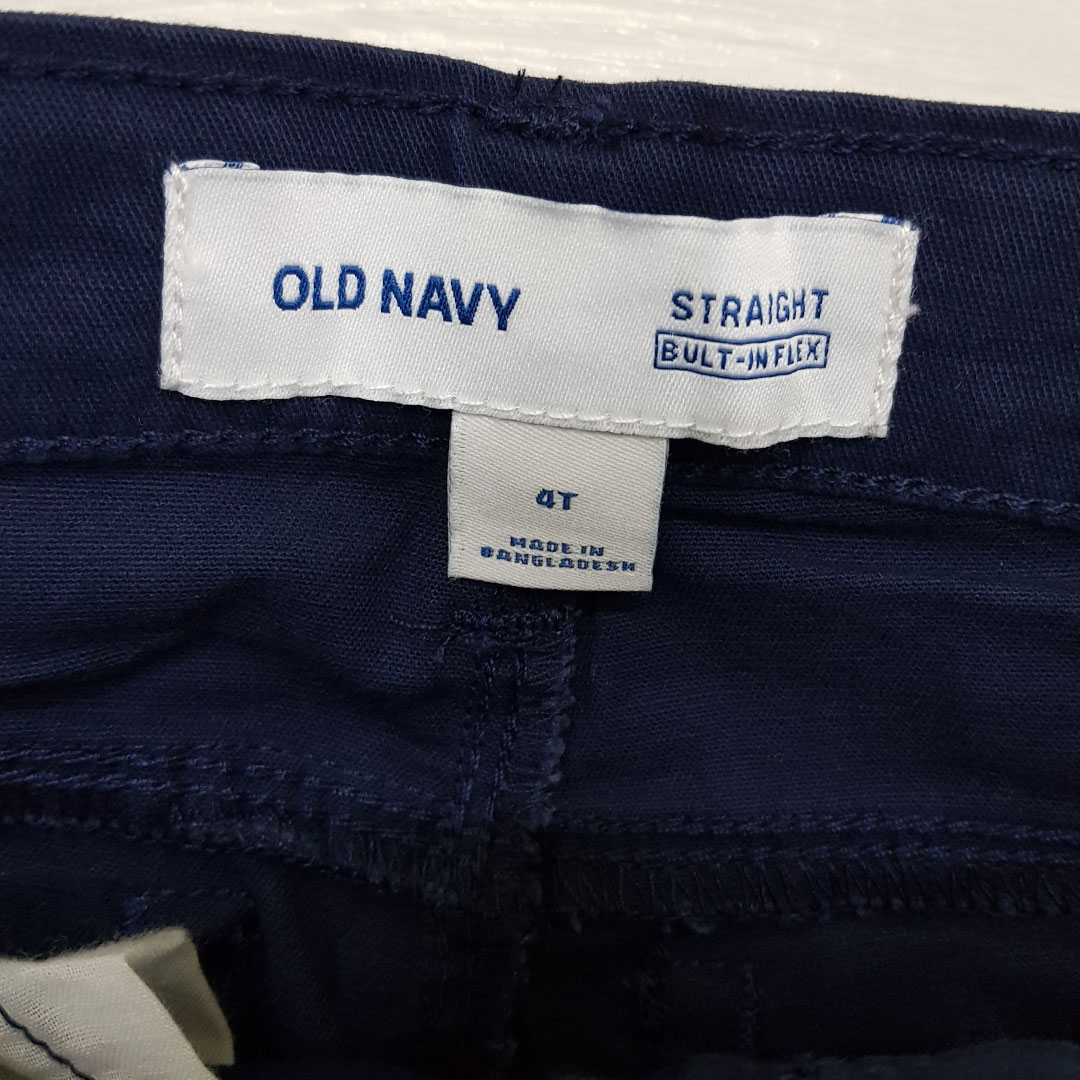 OLD NAVY
STRAIGHT
BULT-IN FLEX
4T
MADE IN
BANGLADESH